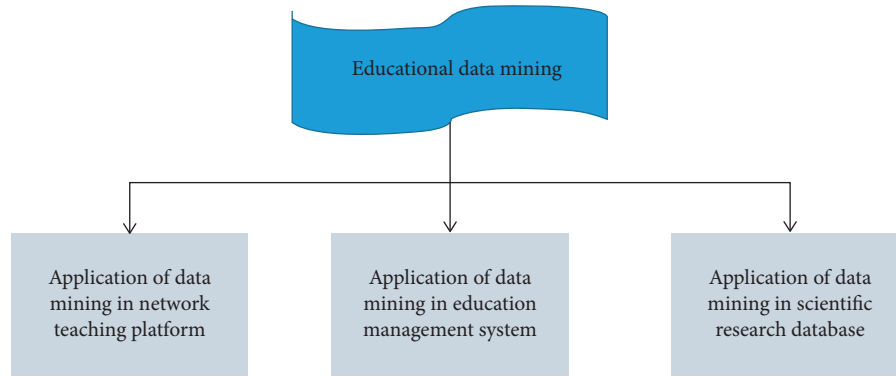 Educational data mining
Application of data
mining in network
teaching platform
Application of data
mining in education
management system
Application of data
mining in scientific
research database